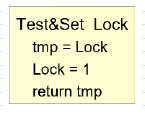 Test&Set Lock
tmp = Lock
Lock = 1
return tmp